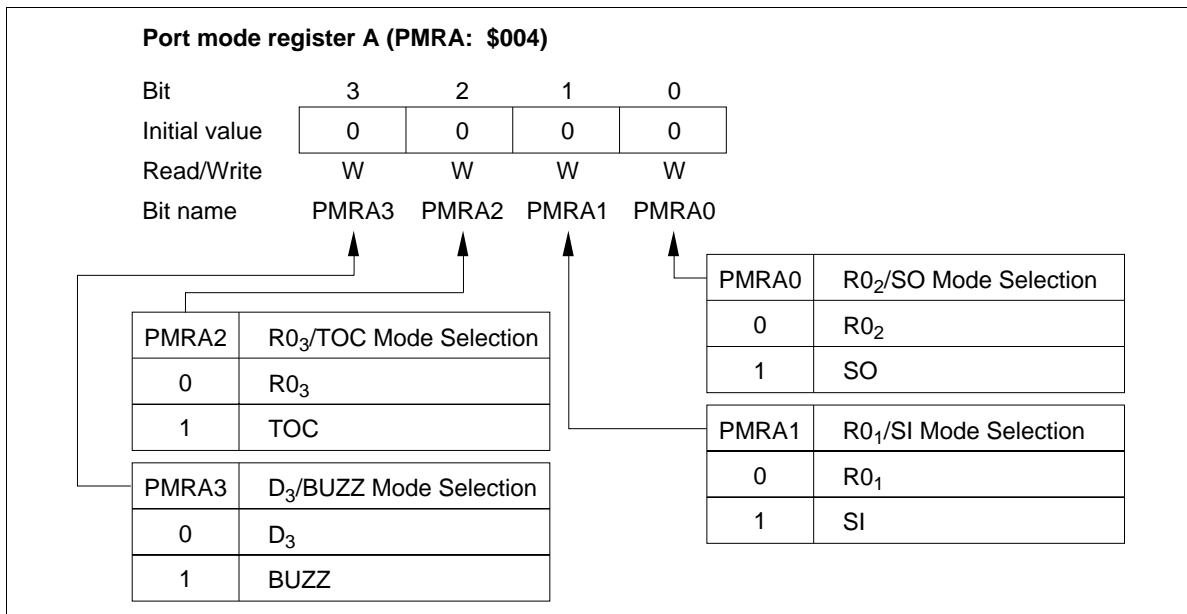 Port mode register A (PMRA: $004)
Bit 3 2 1 0
Initial value 0 0 0 0
Read/Write W W W W
Bit name PMRA3 PMRA2 PMRA1 PMRA0
PMRA2 R0₃/TOC Mode Selection
0 R0₃
1 TOC
PMRA3 D₃/BUZZ Mode Selection
0 D₃
1 BUZZ
PMRA0 R0₂/SO Mode Selection
0 R0₂
1 SO
PMRA1 R0₁/SI Mode Selection
0 R0₁
1 SI